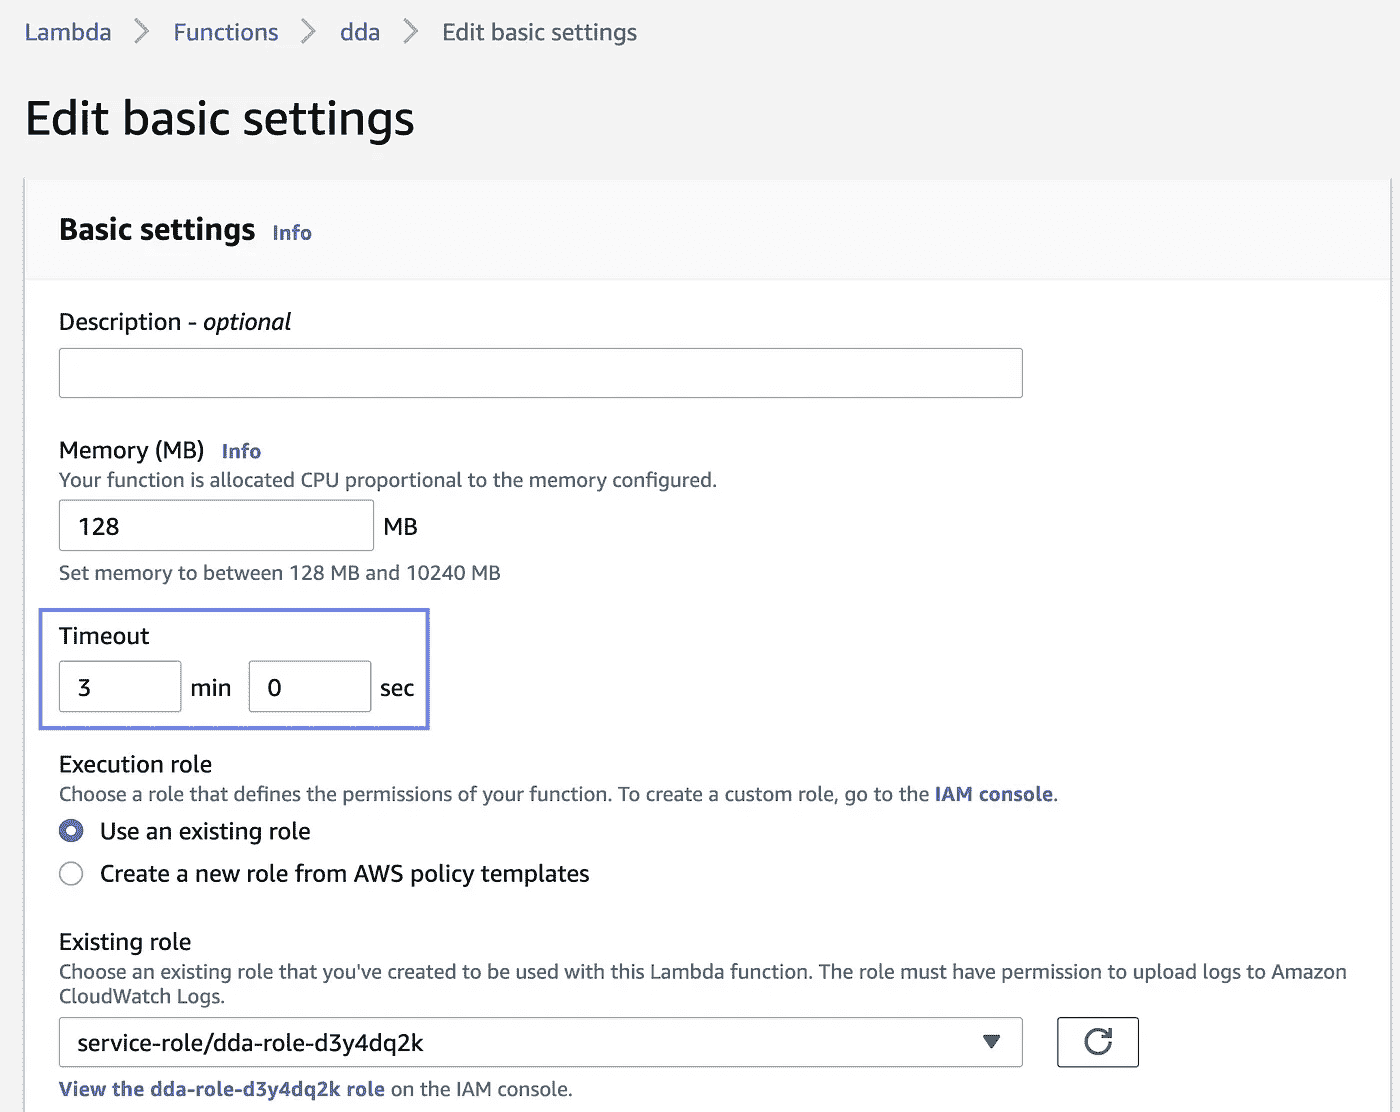 Lambda > Functions > dda > Edit basic settings
Edit basic settings
Basic settings Info
Description - optional
Memory (MB) Info
Your function is allocated CPU proportional to the memory configured.
128 MB
Set memory to between 128 MB and 10240 MB
Timeout
3 min 0 sec
Execution role
Choose a role that defines the permissions of your function. To create a custom role, go to the IAM console.
Use an existing role
Create a new role from AWS policy templates
Existing role
Choose an existing role that you've created to be used with this Lambda function. The role must have permission to upload logs to Amazon
CloudWatch Logs.
service-role/dda-role-d3y4dq2k
View the dda-role-d3y4dq2k role on the IAM console.